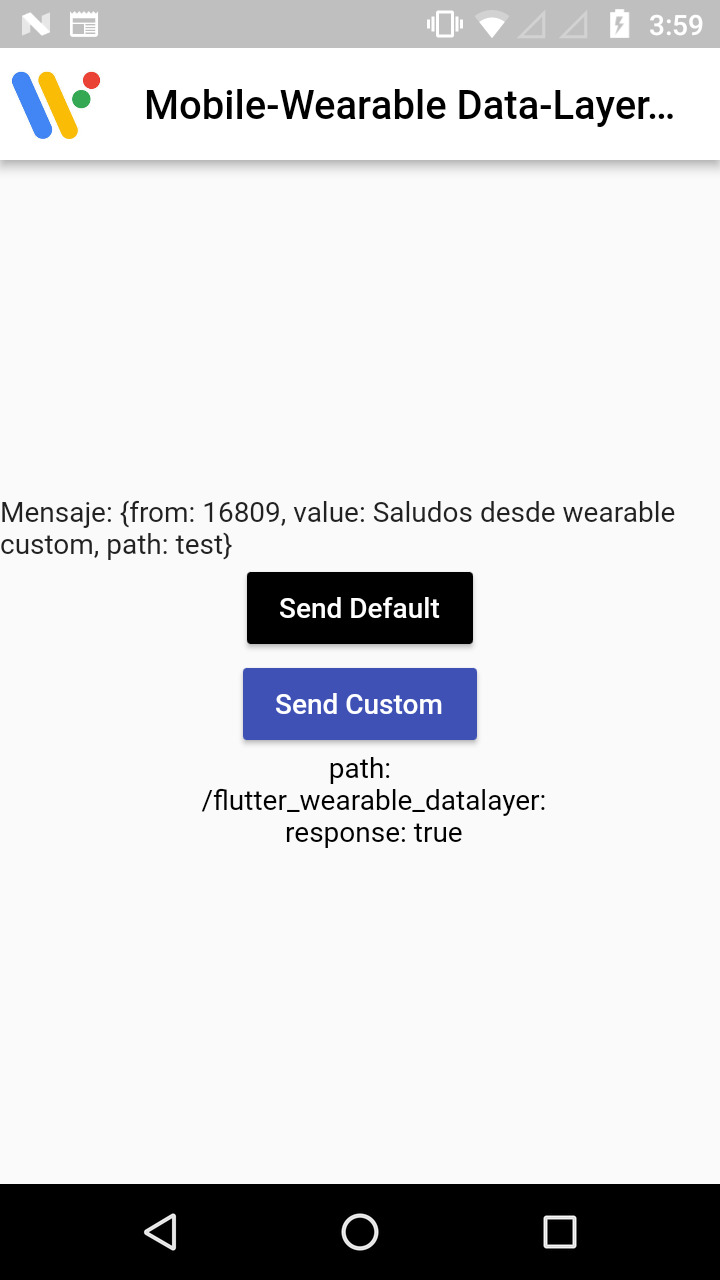 3:59
Mobile-Wearable Data-Layer...
Mensaje: {from: 16809, value: Saludos desde wearable
custom, path: test}
Send Default
Send Custom
path:
/flutter_wearable_datalayer:
response: true